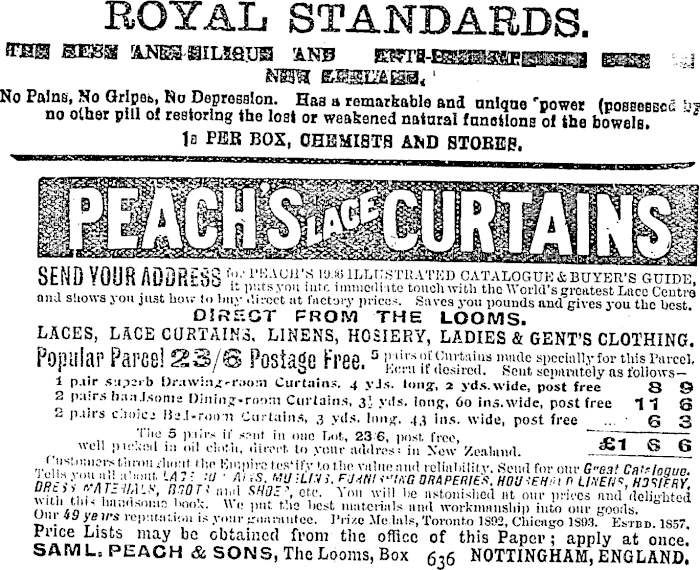 ROYAL STANDARDS.
THE BEST ANTI-BILIOUS AND
NEW ZEALAND.
No Pains, No Gripes, No Depression. Has a remarkable and unique power (possessed by
no other pill of restoring the lost or weakened natural functions of the bowels.
1s PER BOX, CHEMISTS AND STORES.
PEACH'S LACE CURTAINS
SEND YOUR ADDRESS for PEACH'S 1906 ILLUSTRATED CATALOGUE & BUYER'S GUIDE,
it puts you into immediate touch with the World's greatest Lace Centre
and shows you just how to buy direct at factory prices. Saves you pounds and gives you the best.
DIRECT FROM THE LOOMS.
LACES, LACE CURTAINS, LINENS, HOSIERY, LADIES & GENT'S CLOTHING.
Popular Parcel 23/6 Postage Free. 5 pairs of Curtains made specially for this Parcel.
Ecru if desired. Sent separately as follows—
1 pair superb Drawing-room Curtains, 4 yds. long, 2 yds. wide, post free 8 9
2 pairs handsome Dining-room Curtains, 3½ yds. long, 60 ins. wide, post free 11 6
2 pairs choice Bed-room Curtains, 3 yds. long, 43 ins. wide, post free ... 6 3
The 5 pairs if sent in one Lot, 23/6, post free,
well packed in oil cloth, direct to your address in New Zealand. £1 6 6
Customers throughout the Empire testify to the value and reliability. Send for our Great Catalogue.
Tells you all about LATEST IDEAS, MUSLINS, FURNISHING DRAPERIES, HOUSEHOLD LINENS, HOSIERY,
DRESS MATERIALS, BOOTS and SHOES, etc. You will be astonished at our prices and delighted
with this handsome book. We put the best materials and workmanship into our goods.
Our 49 years reputation is your guarantee. Prize Medals, Toronto 1892, Chicago 1893. ESTBD. 1857.
Price Lists may be obtained from the office of this Paper; apply at once.
SAML. PEACH & SONS, The Looms, Box 636 NOTTINGHAM, ENGLAND.